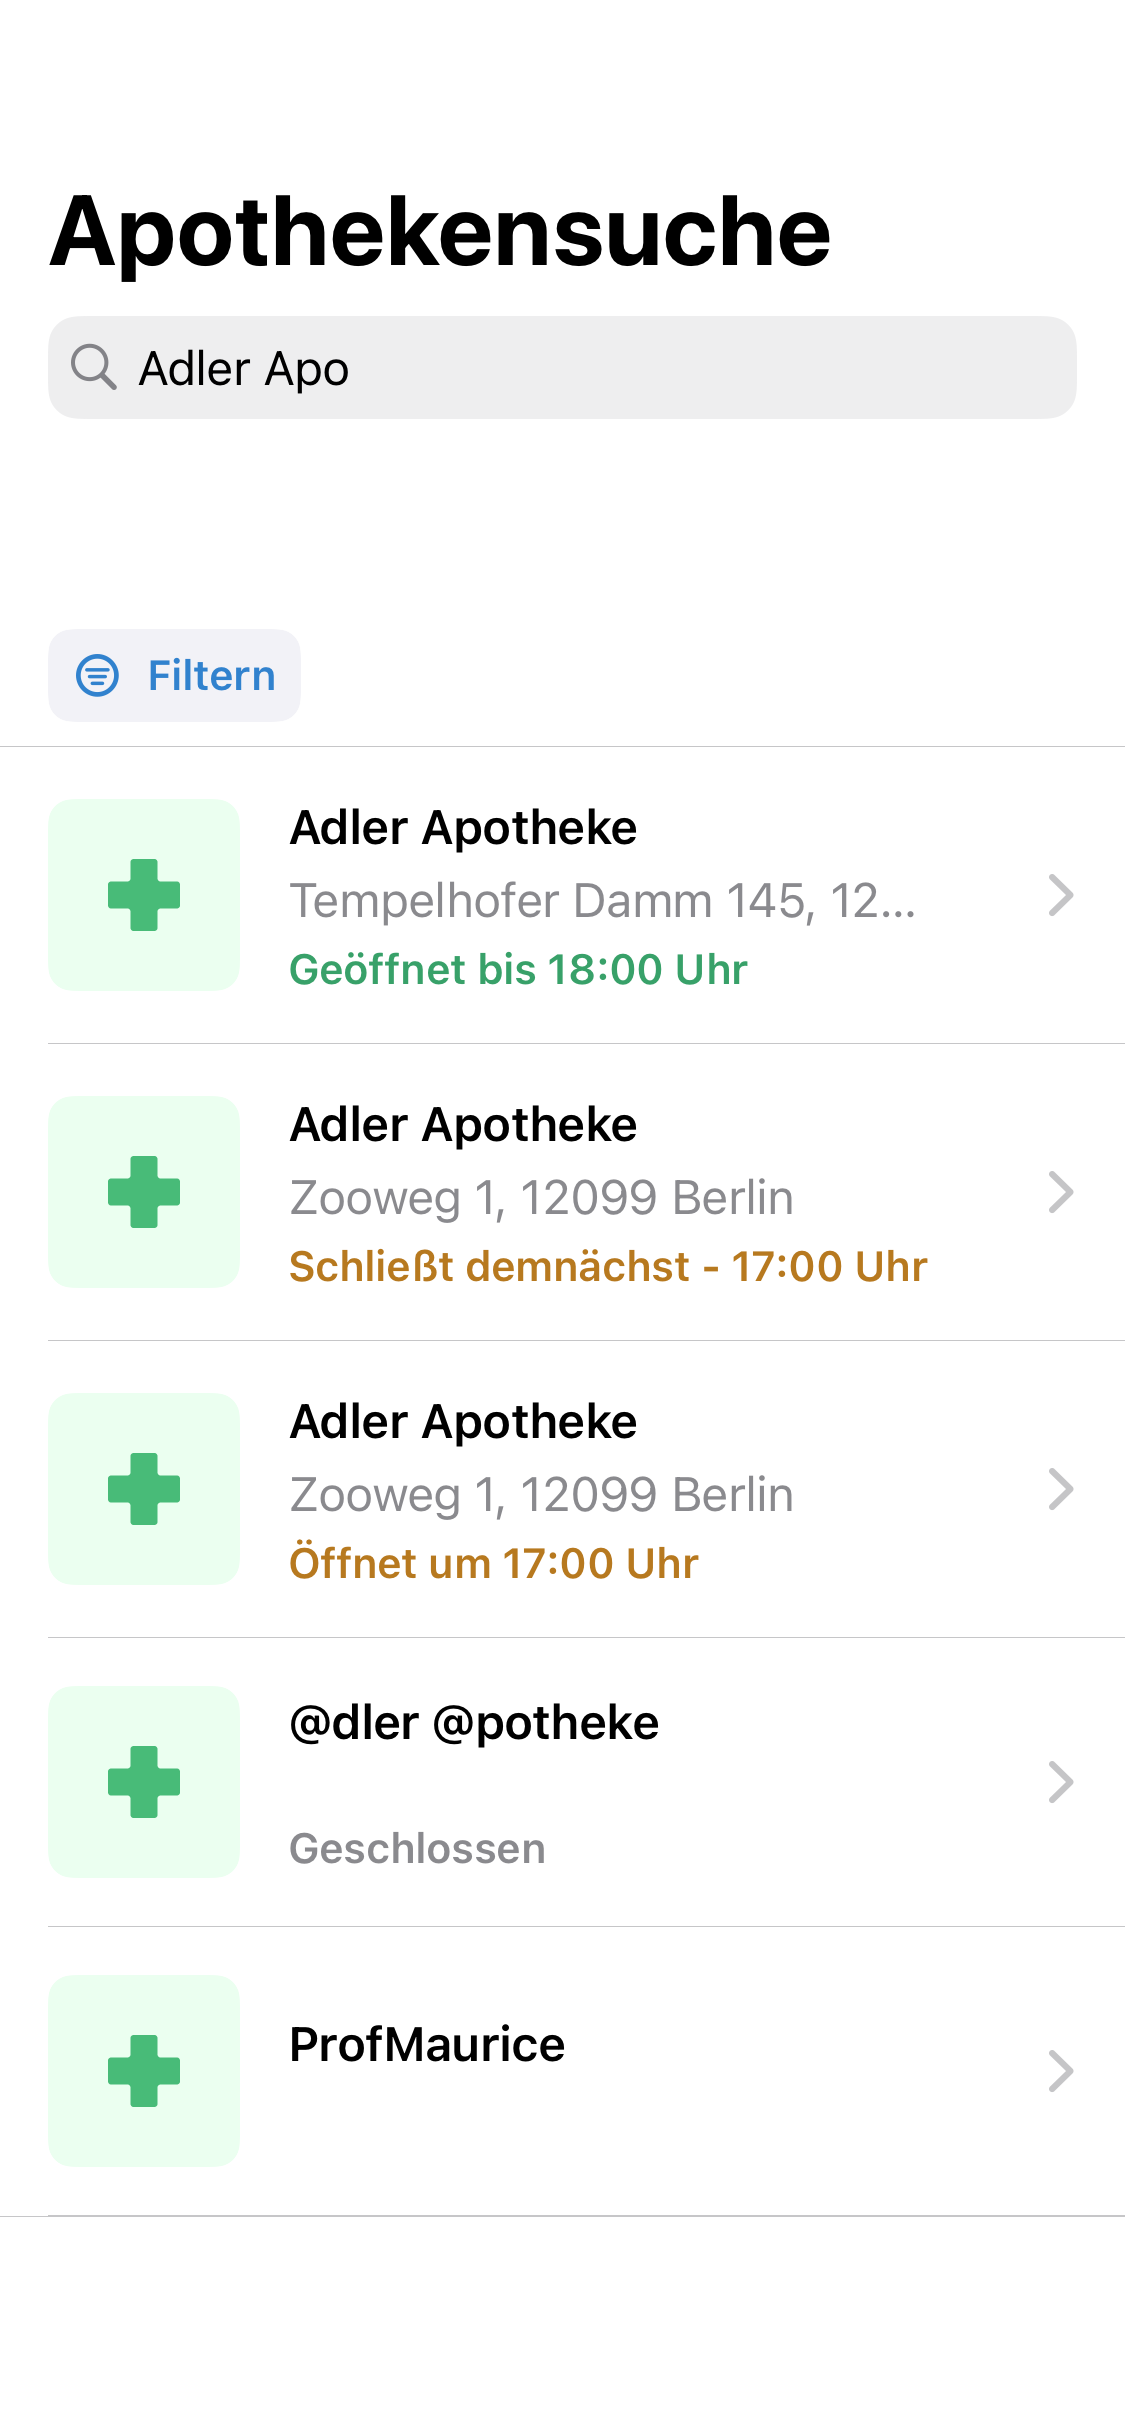 Apothekensuche
Adler Apo
Filtern
Adler Apotheke
Tempelhofer Damm 145, 12...
Geöffnet bis 18:00 Uhr
Adler Apotheke
Zooweg 1, 12099 Berlin
Schließt demnächst - 17:00 Uhr
Adler Apotheke
Zooweg 1, 12099 Berlin
Öffnet um 17:00 Uhr
@dler @potheke
Geschlossen
ProfMaurice